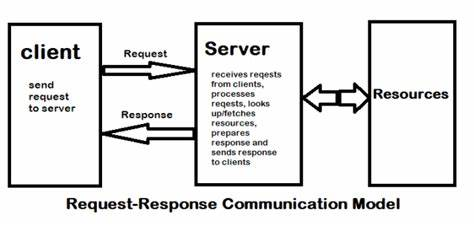 client
send
request
to server
Request
Response
Server
receives reqests
from clients,
processes
reqests, looks
up/fetches
resources,
prepares
response and
sends response
to clients
Resources
Request-Response Communication Model